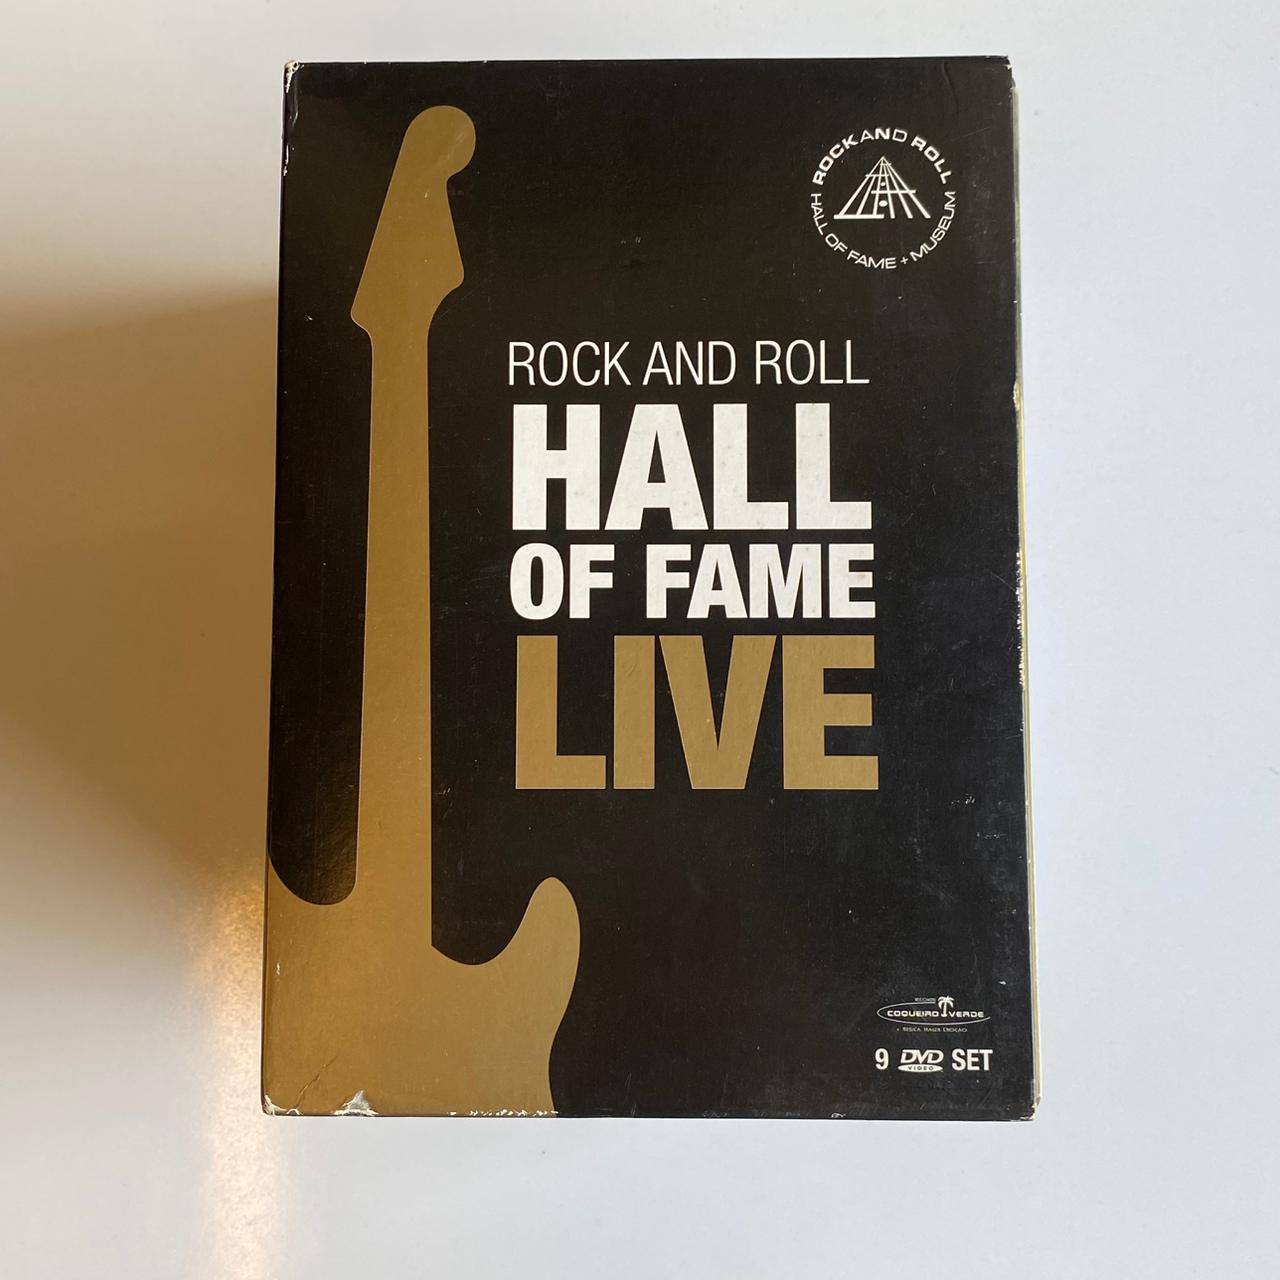 ROCK AND ROLL
HALL OF FAME + MUSEUM
ROCK AND ROLL
HALL
OF FAME
LIVE
COQUEIRO VERDE
9 DVD SET
VIDEO